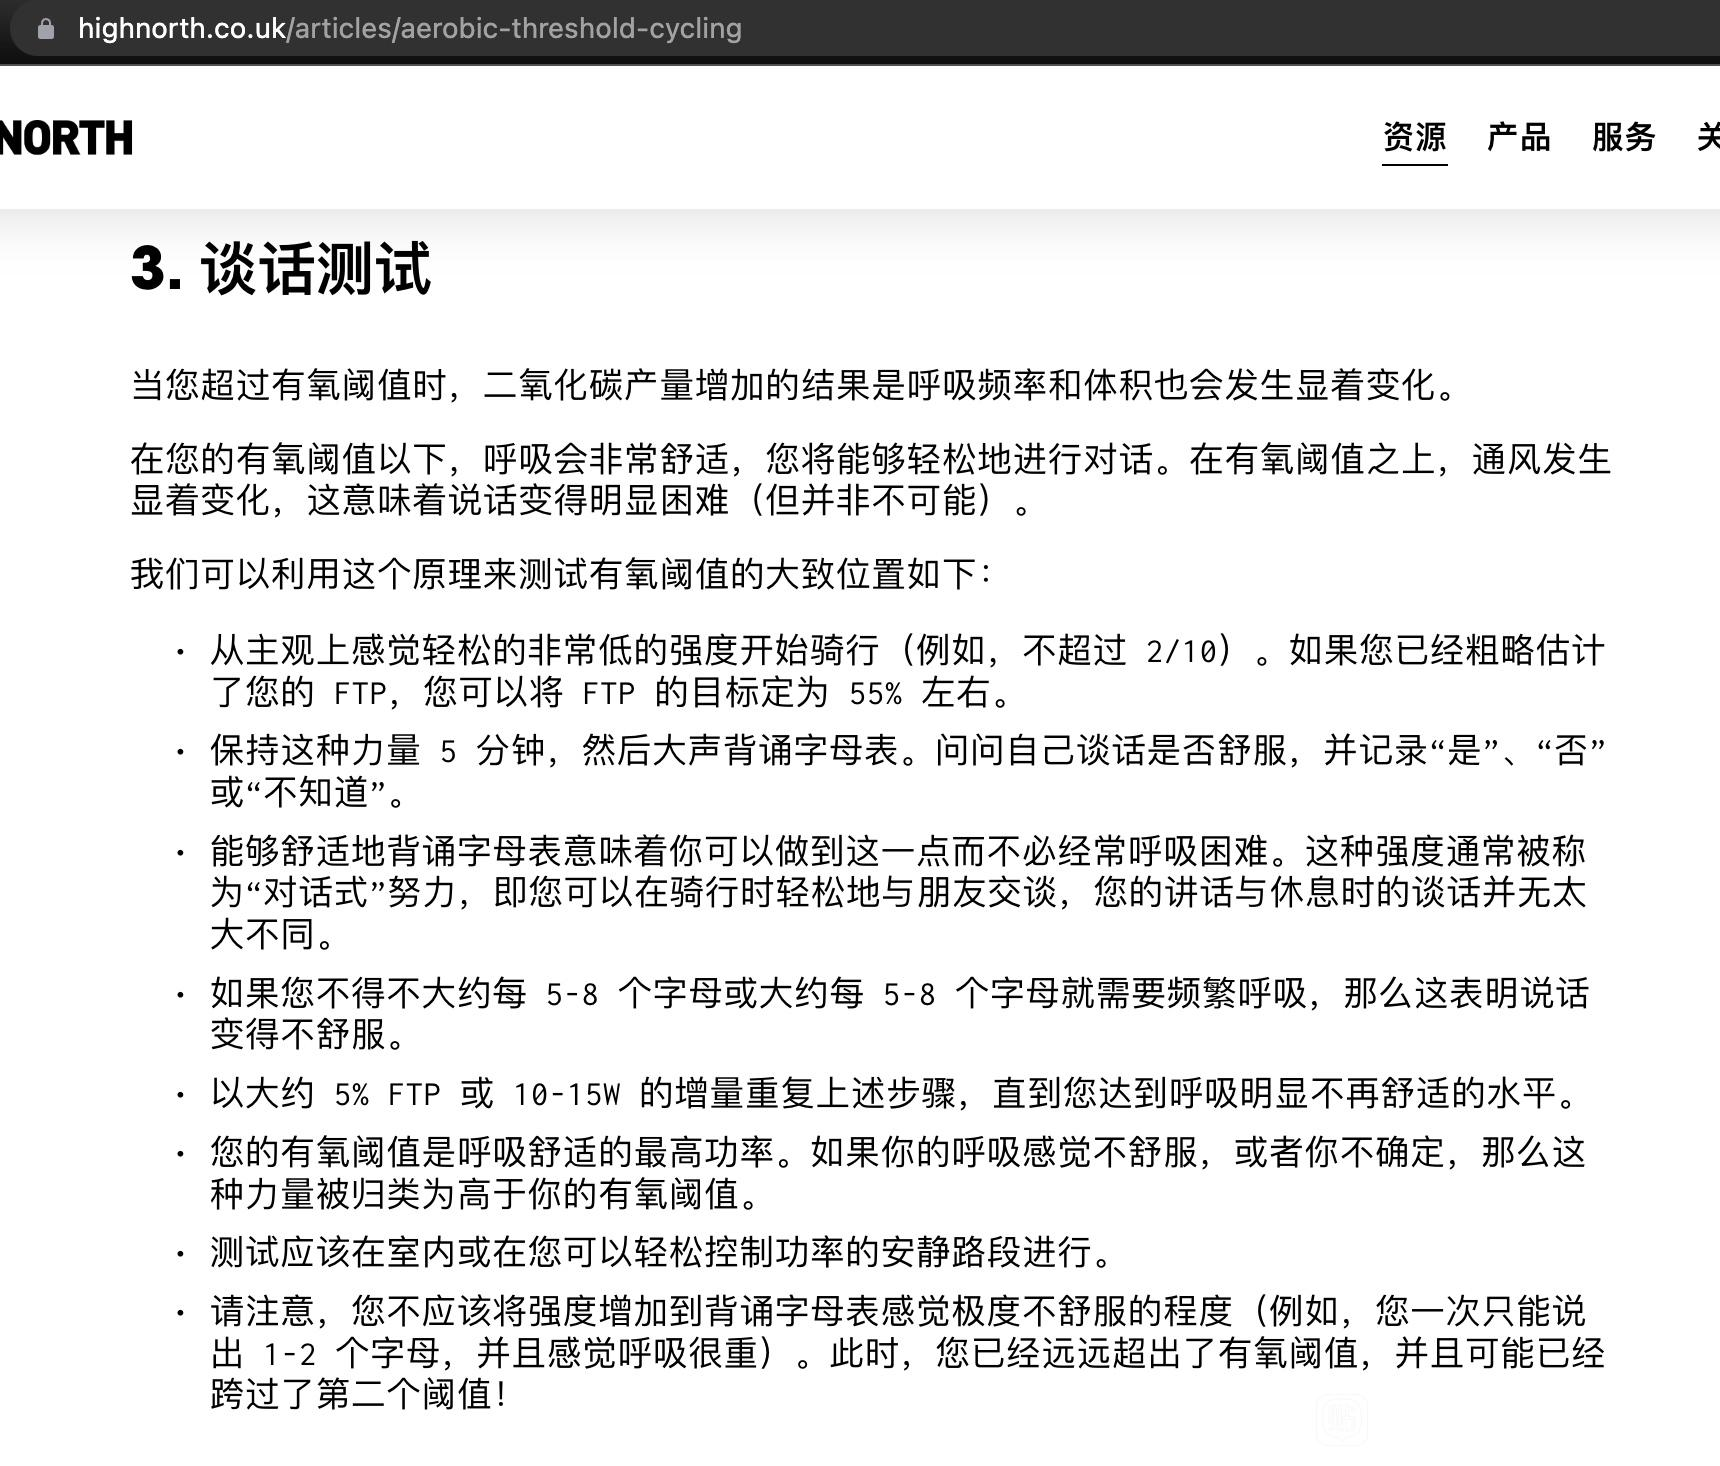 highnorth.co.uk/articles/aerobic-threshold-cycling
NORTH
资源 产品 服务
3. 谈话测试
当您超过有氧阈值时，二氧化碳产量增加的结果是呼吸频率和体积也会发生显着变化。
在您的有氧阈值以下，呼吸会非常舒适，您将能够轻松地进行对话。在有氧阈值之上，通风发生
显着变化，这意味着说话变得明显困难（但并非不可能）。
我们可以利用这个原理来测试有氧阈值的大致位置如下：
· 从主观上感觉轻松的非常低的强度开始骑行（例如，不超过 2/10）。如果您已经粗略估计
了您的 FTP，您可以将 FTP 的目标定为 55% 左右。
· 保持这种力量 5 分钟，然后大声背诵字母表。问问自己谈话是否舒服，并记录“是”、“否”
或“不知道”。
· 能够舒适地背诵字母表意味着你可以做到这一点而不必经常呼吸困难。这种强度通常被称
为“对话式”努力，即您可以在骑行时轻松地与朋友交谈，您的讲话与休息时的谈话并无太
大不同。
· 如果您不得不大约每 5-8 个字母或大约每 5-8 个字母就需要频繁呼吸，那么这表明说话
变得不舒服。
· 以大约 5% FTP 或 10-15W 的增量重复上述步骤，直到您达到呼吸明显不再舒适的水平。
· 您的有氧阈值是呼吸舒适的最高功率。如果你的呼吸感觉不舒服，或者你不确定，那么这
种力量被归类为高于你的有氧阈值。
· 测试应该在室内或在您可以轻松控制功率的安静路段进行。
· 请注意，您不应该将强度增加到背诵字母表感觉极度不舒服的程度（例如，您一次只能说
出 1-2 个字母，并且感觉呼吸很重）。此时，您已经远远超出了有氧阈值，并且可能已经
跨过了第二个阈值！